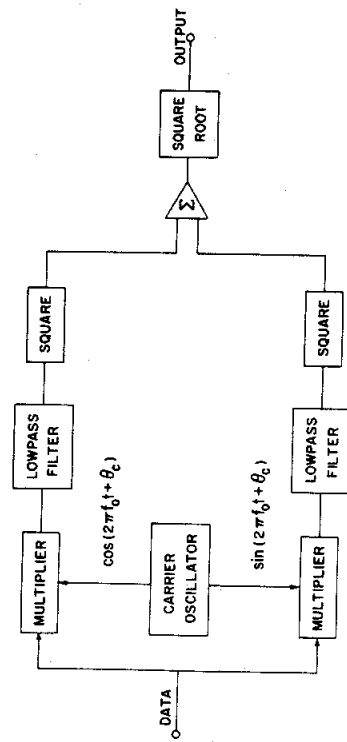 DATA
MULTIPLIER
LOWPASS
FILTER
SQUARE
cos (2πf₀t + θc)
CARRIER
OSCILLATOR
Σ
SQUARE
ROOT
OUTPUT
sin (2πf₀t + θc)
MULTIPLIER
LOWPASS
FILTER
SQUARE